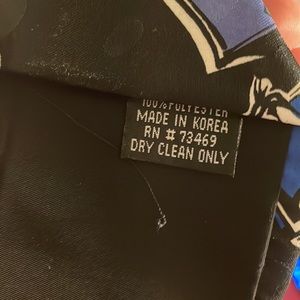 100% POLYESTER
MADE IN KOREA
RN # 73469
DRY CLEAN ONLY